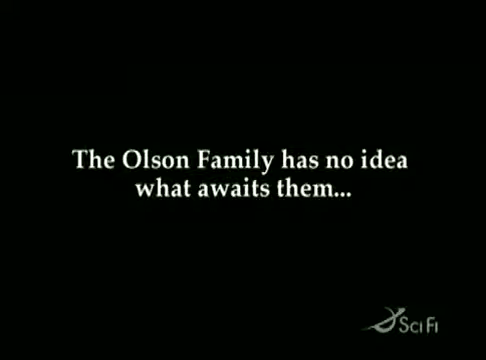 The Olson Family has no idea
what awaits them...
SciFi